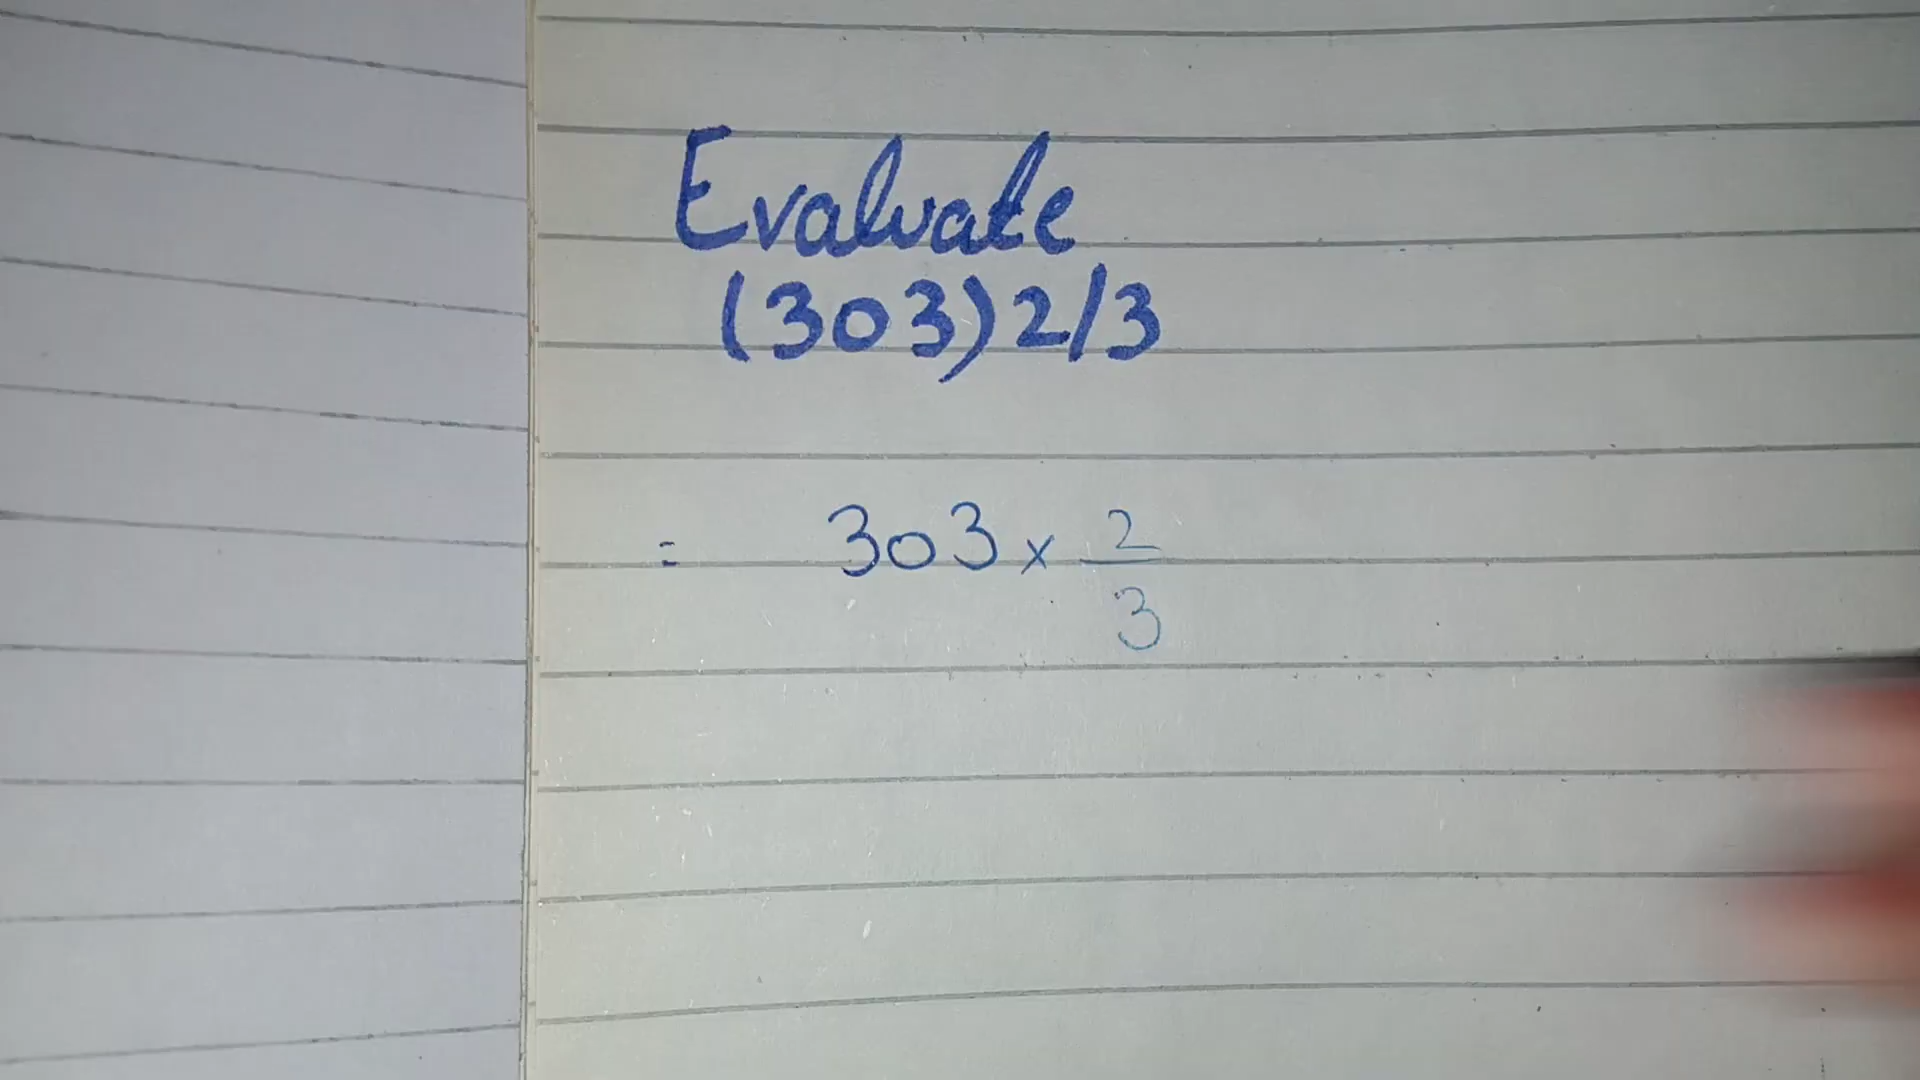 Evaluate
(303)2/3
= 303 × 2/3